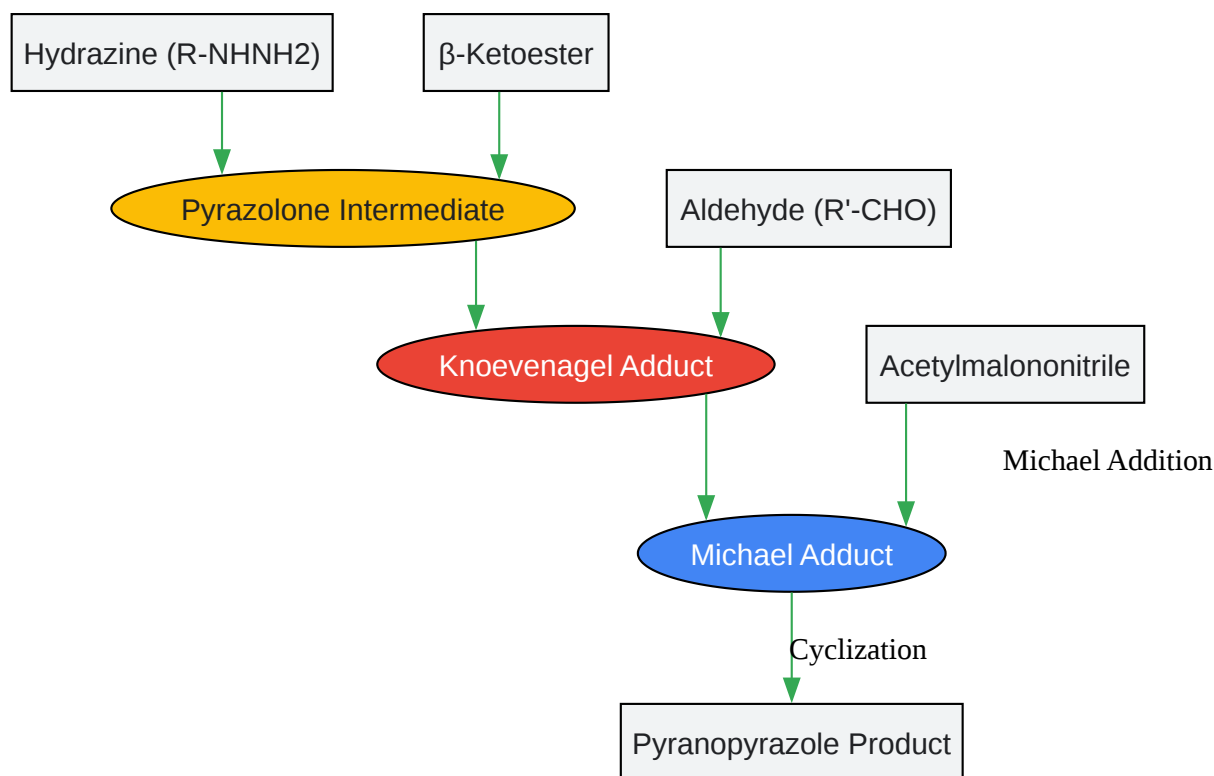 Hydrazine (R-NHNH2)
β-Ketoester
Pyrazolone Intermediate
Aldehyde (R'-CHO)
Knoevenagel Adduct
Acetylmalononitrile
Michael Addition
Michael Adduct
Cyclization
Pyranopyrazole Product